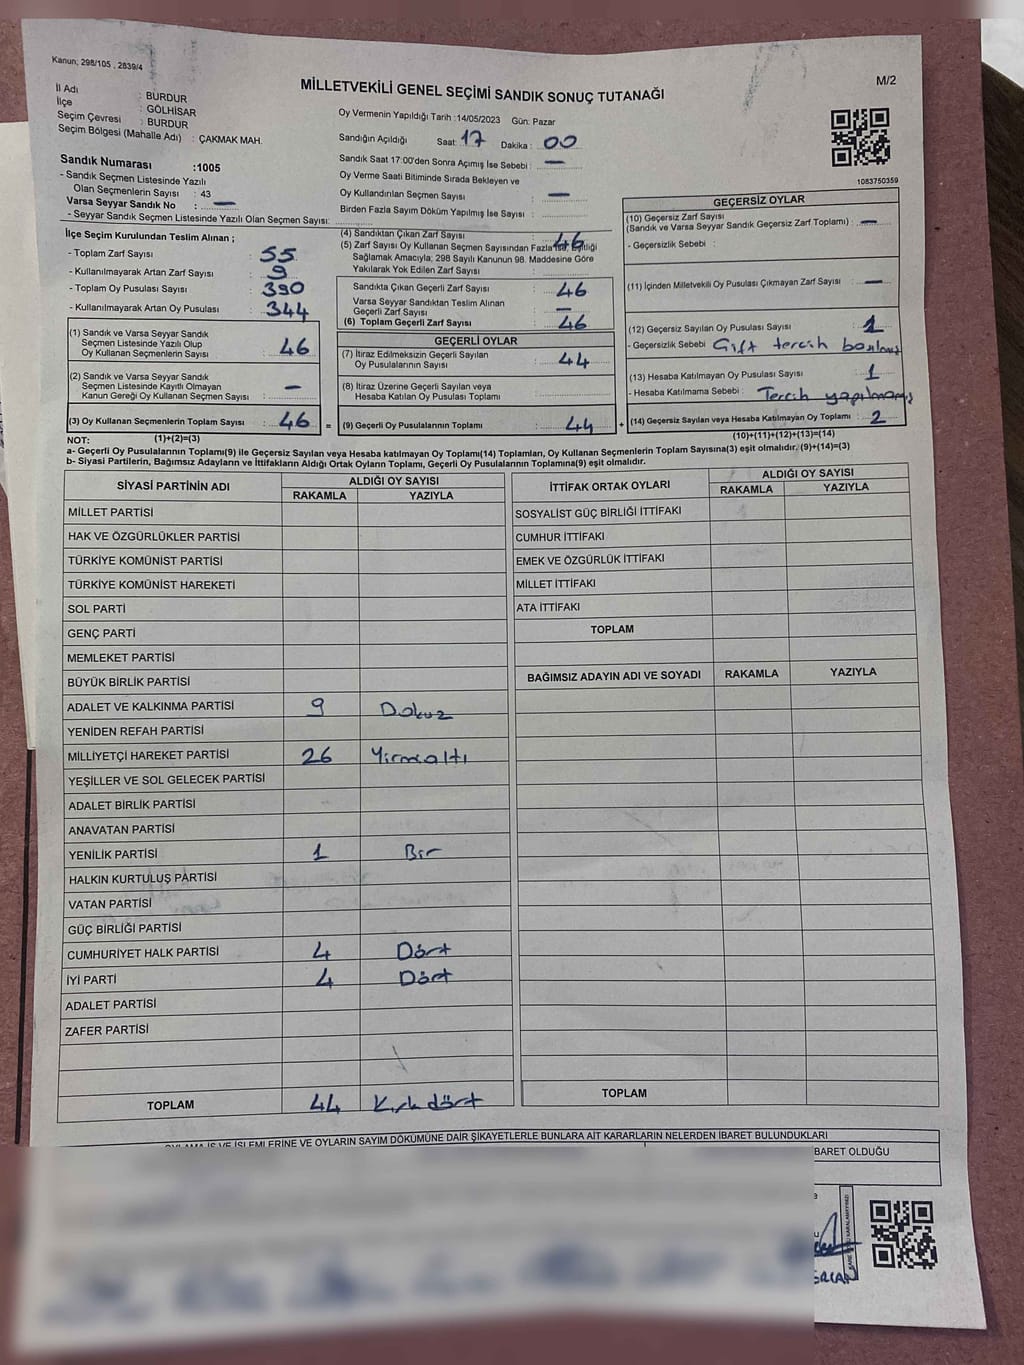 Kanun; 298/105 , 2839/4
MİLLETVEKİLİ GENEL SEÇİMİ SANDIK SONUÇ TUTANAĞI
M/2
İl Adı : BURDUR
İlçe : GÖLHİSAR
Seçim Çevresi : BURDUR
Seçim Bölgesi (Mahalle Adı) : ÇAKMAK MAH.
Sandık Numarası :1005
- Sandık Seçmen Listesinde Yazılı
Olan Seçmenlerin Sayısı : 43
Varsa Seyyar Sandık No : —
- Seyyar Sandık Seçmen Listesinde Yazılı Olan Seçmen Sayısı:
Oy Vermenin Yapıldığı Tarih :14/05/2023 Gün: Pazar
Sandığın Açıldığı Saat: 17 Dakika : 00
Sandık Saat 17:00'den Sonra Açımış İse Sebebi : —
Oy Verme Saati Bitiminde Sırada Bekleyen ve
Oy Kullandırılan Seçmen Sayısı : —
Birden Fazla Sayım Döküm Yapılmış İse Sayısı :
1083750359
İlçe Seçim Kurulundan Teslim Alınan ;
- Toplam Zarf Sayısı : 55
- Kullanılmayarak Artan Zarf Sayısı : 9
- Toplam Oy Pusulası Sayısı : 390
- Kullanılmayarak Artan Oy Pusulası : 344
(1) Sandık ve Varsa Seyyar Sandık
Seçmen Listesinde Yazılı Olup
Oy Kullanan Seçmenlerin Sayısı : 46
(2) Sandık ve Varsa Seyyar Sandık
Seçmen Listesinde Kayıtlı Olmayan
Kanun Gereği Oy Kullanan Seçmen Sayısı : —
(3) Oy Kullanan Seçmenlerin Toplam Sayısı : 46
(4) Sandıktan Çıkan Zarf Sayısı : 46
(5) Zarf Sayısı Oy Kullanan Seçmen Sayısından Fazla ise, Eşitliği
Sağlamak Amacıyla; 298 Sayılı Kanunun 98. Maddesine Göre
Yakılarak Yok Edilen Zarf Sayısı :
Sandıkta Çıkan Geçerli Zarf Sayısı : 46
Varsa Seyyar Sandıktan Teslim Alınan
Geçerli Zarf Sayısı : —
(6) Toplam Geçerli Zarf Sayısı : 46
GEÇERLİ OYLAR
(7) İtiraz Edilmeksizin Geçerli Sayılan
Oy Pusulalarının Sayısı : 44
(8) İtiraz Üzerine Geçerli Sayılan veya
Hesaba Katılan Oy Pusulası Toplamı :
= (9) Geçerli Oy Pusulalarının Toplamı : 44 +
GEÇERSİZ OYLAR
(10) Geçersiz Zarf Sayısı
(Sandık ve Varsa Seyyar Sandık Geçersiz Zarf Toplamı) : —
- Geçersizlik Sebebi :
(11) İçinden Milletvekili Oy Pusulası Çıkmayan Zarf Sayısı : —
(12) Geçersiz Sayılan Oy Pusulası Sayısı : 1
- Geçersizlik Sebebi Çift tercih basılmış
(13) Hesaba Katılmayan Oy Pusulası Sayısı : 1
- Hesaba Katılmama Sebebi : Tercih yapılmamış
(14) Geçersiz Sayılan veya Hesaba Katılmayan Oy Toplamı : 2
NOT: (1)+(2)=(3)
(10)+(11)+(12)+(13)=(14)
a- Geçerli Oy Pusulalarının Toplamı(9) ile Geçersiz Sayılan veya Hesaba katılmayan Oy Toplamı(14) Toplamları, Oy Kullanan Seçmenlerin Toplam Sayısına(3) eşit olmalıdır. (9)+(14)=(3)
b- Siyasi Partilerin, Bağımsız Adayların ve İttifakların Aldığı Ortak Oyların Toplamı, Geçerli Oy Pusulalarının Toplamına(9) eşit olmalıdır.
SİYASİ PARTİNİN ADI ALDIĞI OY SAYISI
RAKAMLA YAZIYLA
MİLLET PARTİSİ
HAK VE ÖZGÜRLÜKLER PARTİSİ
TÜRKİYE KOMÜNİST PARTİSİ
TÜRKİYE KOMÜNİST HAREKETİ
SOL PARTİ
GENÇ PARTİ
MEMLEKET PARTİSİ
BÜYÜK BİRLİK PARTİSİ
ADALET VE KALKINMA PARTİSİ 9 Dokuz
YENİDEN REFAH PARTİSİ
MİLLİYETÇİ HAREKET PARTİSİ 26 Yirmialtı
YEŞİLLER VE SOL GELECEK PARTİSİ
ADALET BİRLİK PARTİSİ
ANAVATAN PARTİSİ
YENİLİK PARTİSİ 1 Bir
HALKIN KURTULUŞ PARTİSİ
VATAN PARTİSİ
GÜÇ BİRLİĞİ PARTİSİ
CUMHURİYET HALK PARTİSİ 4 Dört
İYİ PARTİ 4 Dört
ADALET PARTİSİ
ZAFER PARTİSİ
TOPLAM 44 Kırkdört
İTTİFAK ORTAK OYLARI ALDIĞI OY SAYISI
RAKAMLA YAZIYLA
SOSYALİST GÜÇ BİRLİĞİ İTTİFAKI
CUMHUR İTTİFAKI
EMEK VE ÖZGÜRLÜK İTTİFAKI
MİLLET İTTİFAKI
ATA İTTİFAKI
TOPLAM
BAĞIMSIZ ADAYIN ADI VE SOYADI RAKAMLA YAZIYLA
TOPLAM
OYLAMA İŞ VE İŞLEMLERİNE VE OYLARIN SAYIM DÖKÜMÜNE DAİR ŞİKAYETLERLE BUNLARA AİT KARARLARIN NELERDEN İBARET BULUNDUKLARI
BARET OLDUĞU